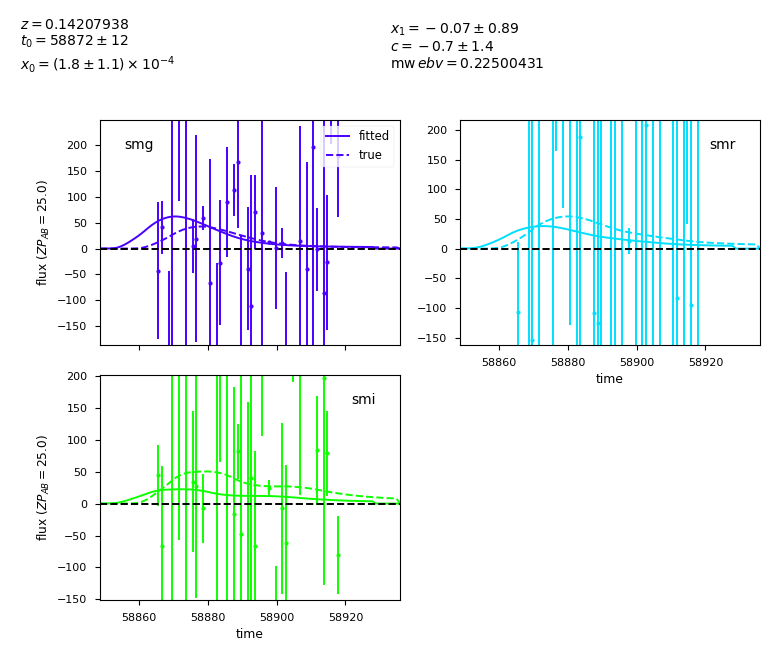 z = 0.14207938
t₀ = 58872 ± 12
x₀ = (1.8 ± 1.1) × 10⁻⁴
x₁ = −0.07 ± 0.89
c = −0.7 ± 1.4
mw ebv = 0.22500431
smg
fitted
true
200
150
100
50
0
−50
−100
−150
flux (ZP_AB = 25.0)
smr
200
150
100
50
0
−50
−100
−150
58860 58880 58900 58920
time
smi
200
150
100
50
0
−50
−100
−150
flux (ZP_AB = 25.0)
58860 58880 58900 58920
time